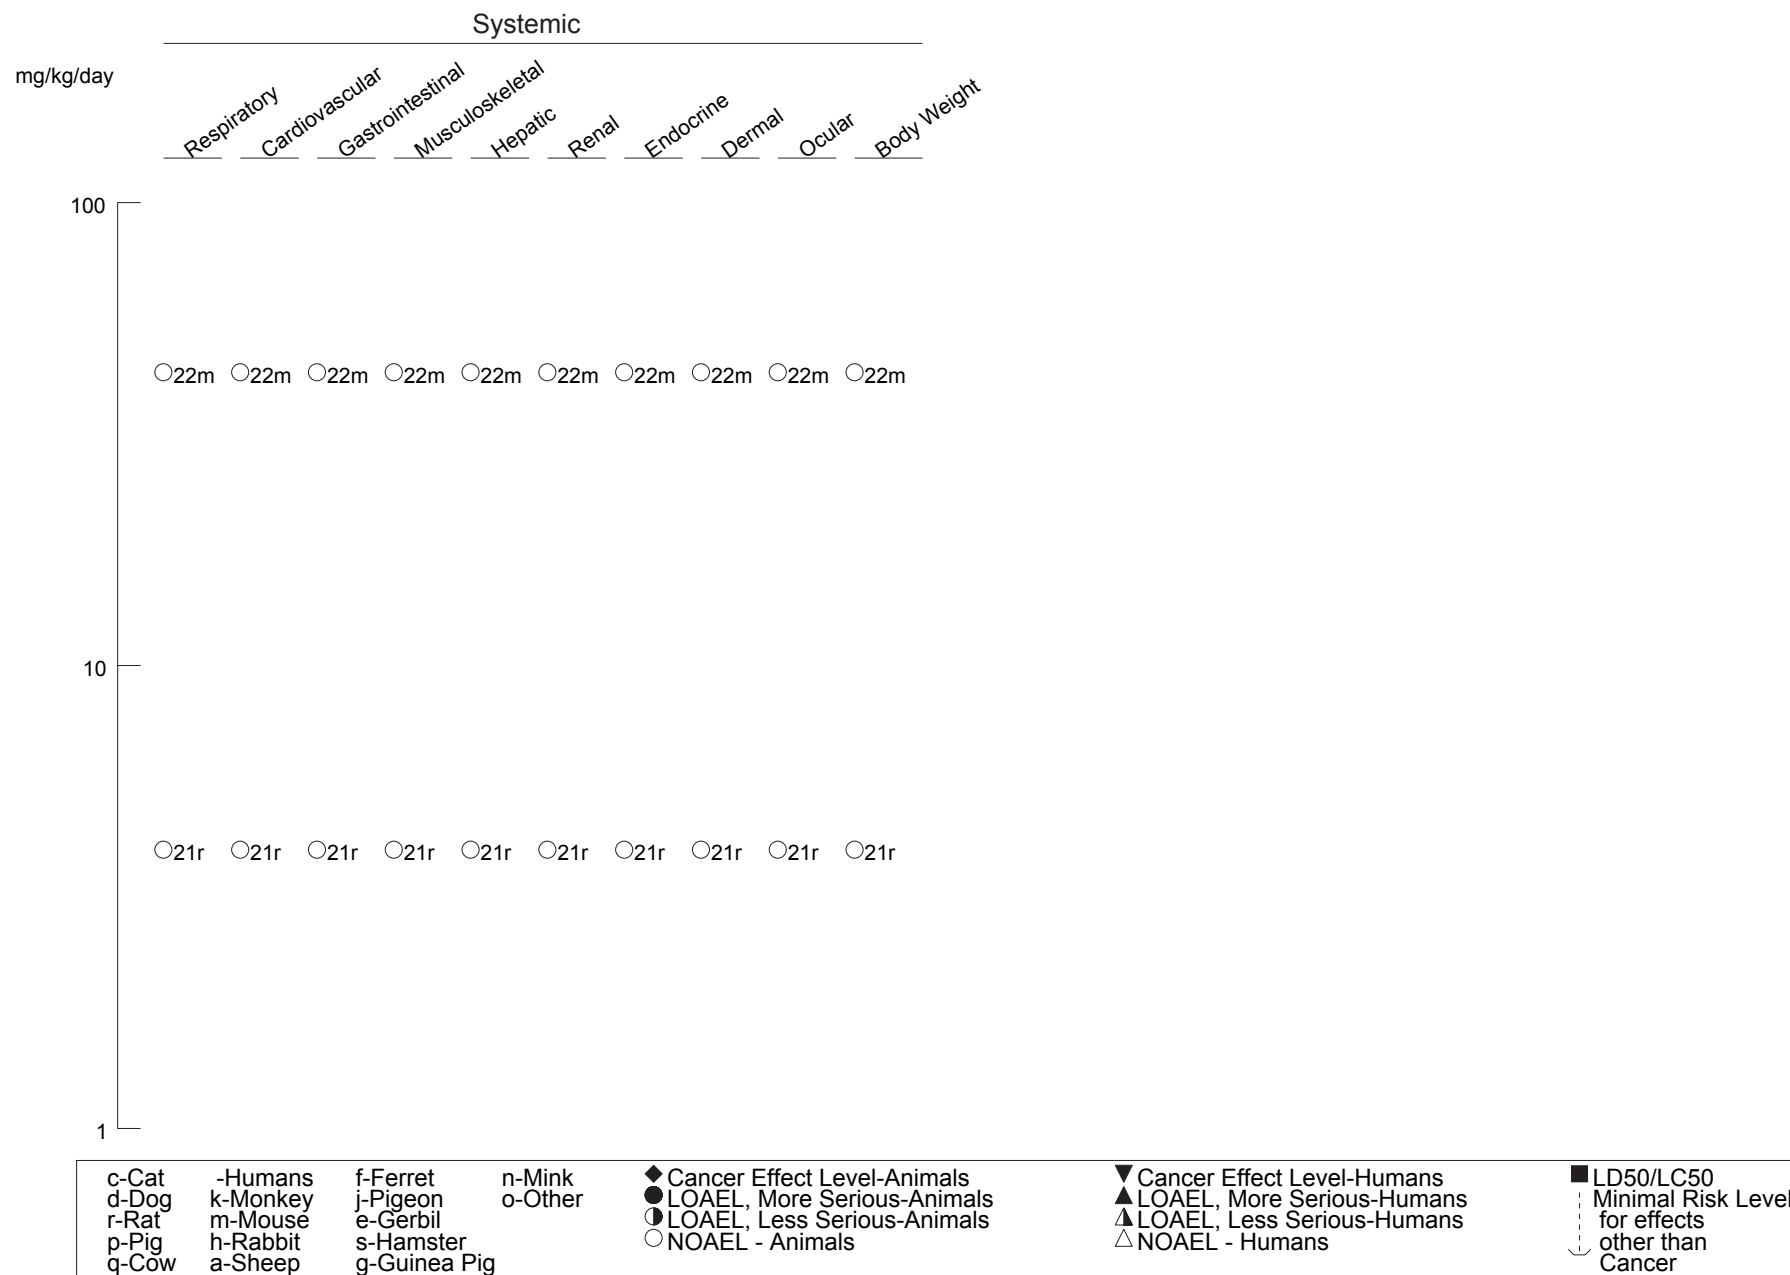 Systemic
mg/kg/day
Respiratory Cardiovascular Gastrointestinal Musculoskeletal Hepatic Renal Endocrine Dermal Ocular Body Weight
100
22m 22m 22m 22m 22m 22m 22m 22m 22m 22m
10
21r 21r 21r 21r 21r 21r 21r 21r 21r 21r
1
c-Cat -Humans f-Ferret n-Mink Cancer Effect Level-Animals Cancer Effect Level-Humans LD50/LC50
d-Dog k-Monkey j-Pigeon o-Other LOAEL, More Serious-Animals LOAEL, More Serious-Humans Minimal Risk Level
r-Rat m-Mouse e-Gerbil LOAEL, Less Serious-Animals LOAEL, Less Serious-Humans for effects
p-Pig h-Rabbit s-Hamster NOAEL - Animals NOAEL - Humans other than
q-Cow a-Sheep g-Guinea Pig Cancer